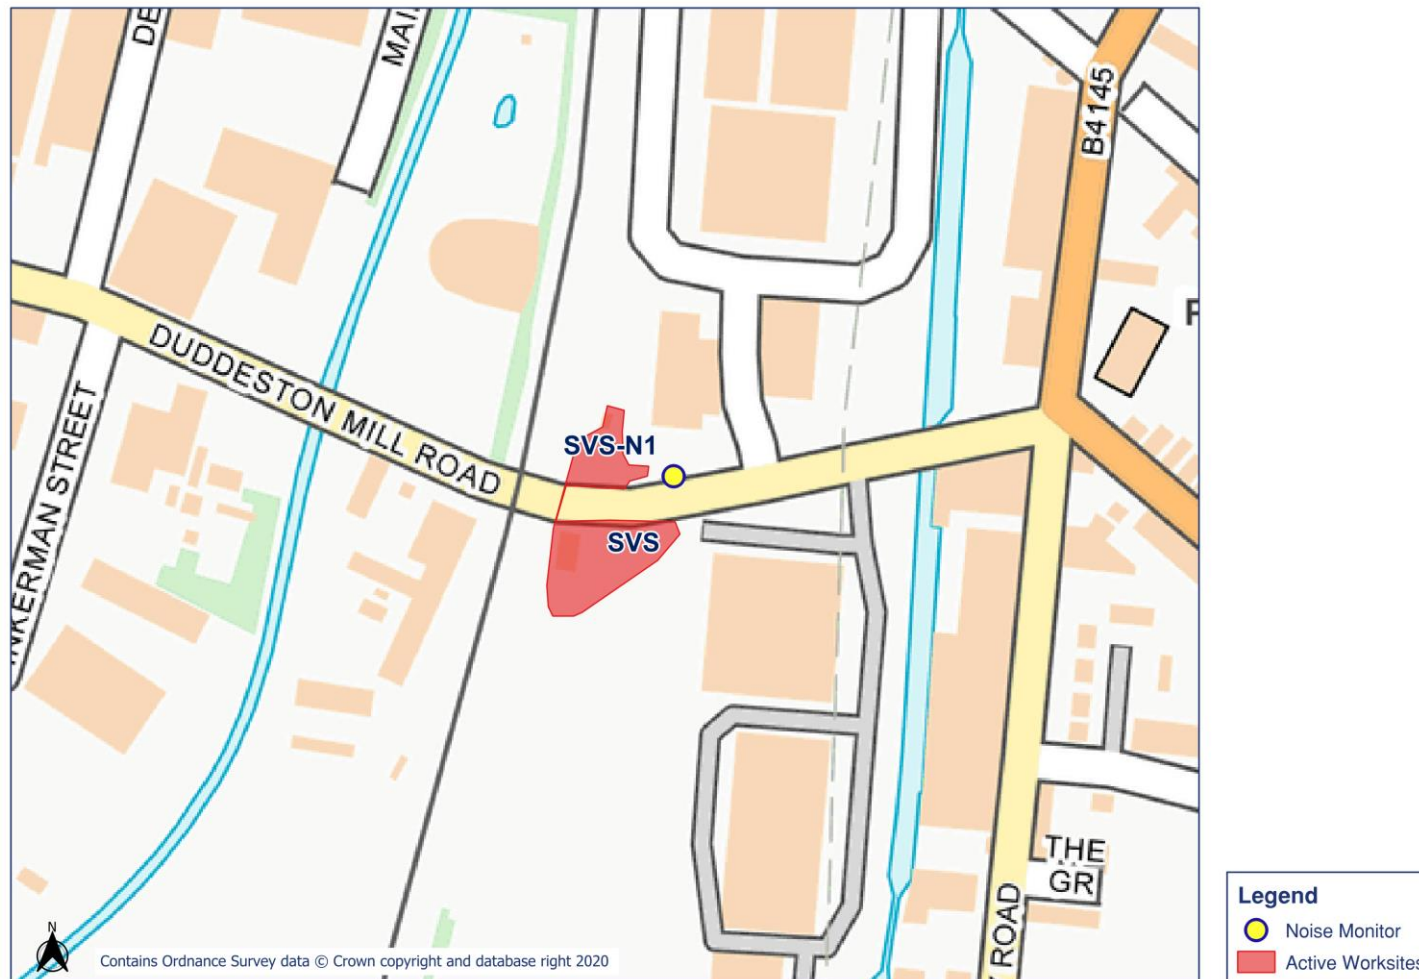 DE
MAI
B4145
DUDDESTON MILL ROAD
SVS-N1
SVS
NKERMAN STREET
THE
GR
ROAD
N
Contains Ordnance Survey data © Crown copyright and database right 2020
Legend
Noise Monitor
Active Worksites